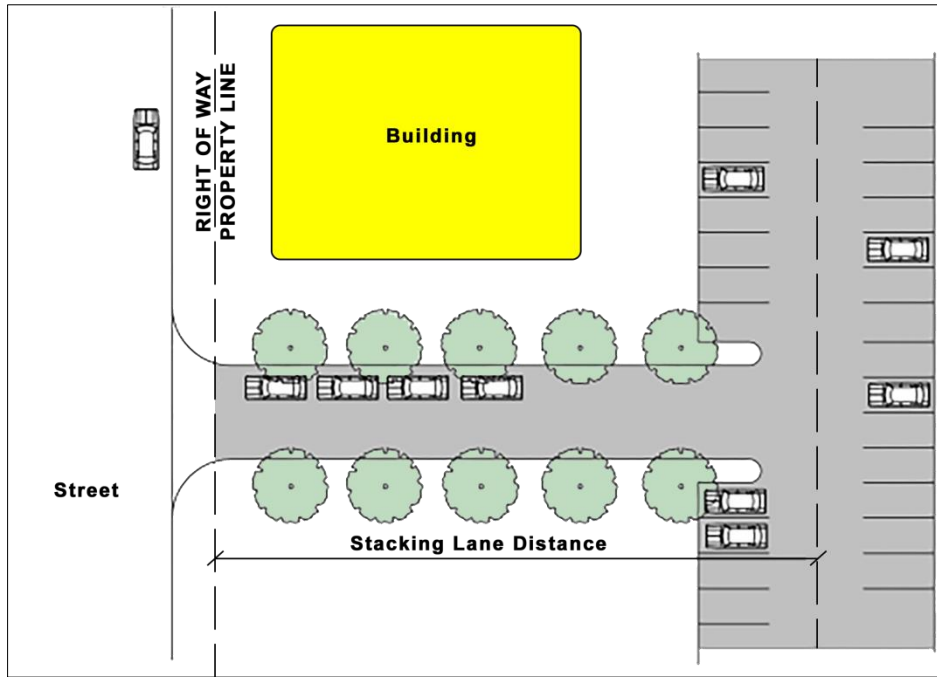 RIGHT OF WAY
PROPERTY LINE
Building
Street
Stacking Lane Distance